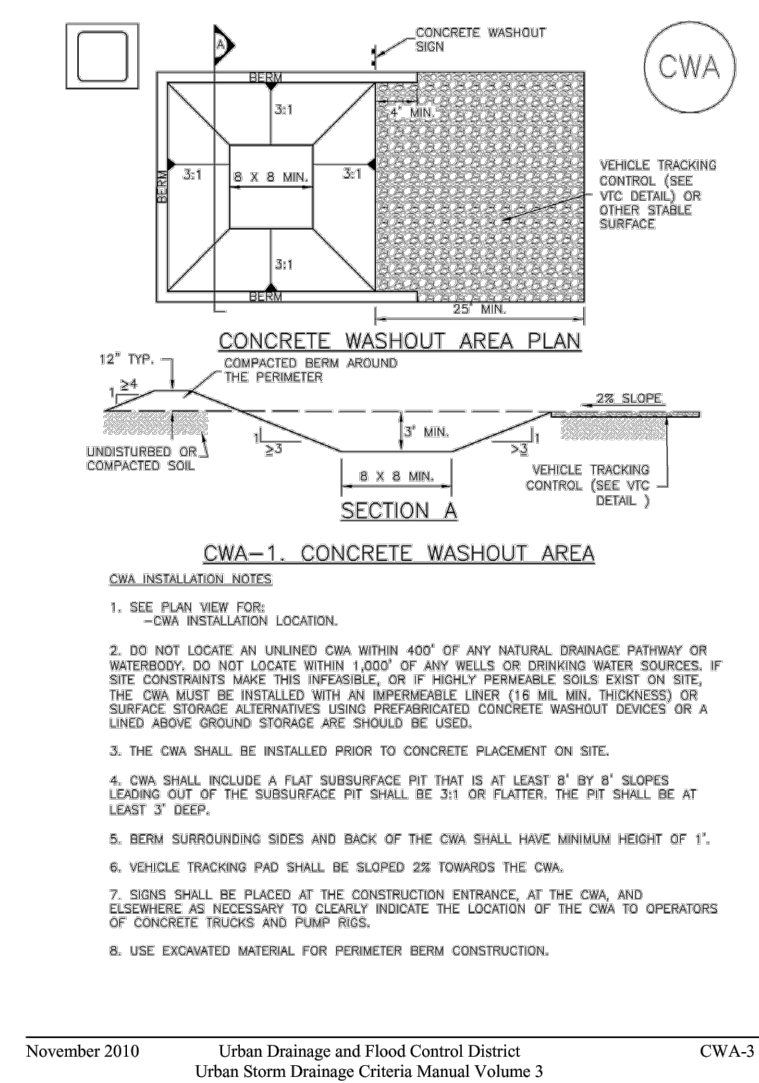 CONCRETE WASHOUT
SIGN
A
CWA
BERM
3:1
4' MIN.
BERM
3:1
8 X 8 MIN.
3:1
VEHICLE TRACKING
CONTROL (SEE
VTC DETAIL) OR
OTHER STABLE
SURFACE
3:1
BERM
25' MIN.
CONCRETE WASHOUT AREA PLAN
12" TYP.
COMPACTED BERM AROUND
THE PERIMETER
1
≥4
2% SLOPE
3' MIN.
1
≥3
1
>3
UNDISTURBED OR
COMPACTED SOIL
8 X 8 MIN.
VEHICLE TRACKING
CONTROL (SEE VTC
DETAIL )
SECTION A
CWA-1. CONCRETE WASHOUT AREA
CWA INSTALLATION NOTES
1. SEE PLAN VIEW FOR:
-CWA INSTALLATION LOCATION.
2. DO NOT LOCATE AN UNLINED CWA WITHIN 400' OF ANY NATURAL DRAINAGE PATHWAY OR
WATERBODY. DO NOT LOCATE WITHIN 1,000' OF ANY WELLS OR DRINKING WATER SOURCES. IF
SITE CONSTRAINTS MAKE THIS INFEASIBLE, OR IF HIGHLY PERMEABLE SOILS EXIST ON SITE,
THE CWA MUST BE INSTALLED WITH AN IMPERMEABLE LINER (16 MIL MIN. THICKNESS) OR
SURFACE STORAGE ALTERNATIVES USING PREFABRICATED CONCRETE WASHOUT DEVICES OR A
LINED ABOVE GROUND STORAGE ARE SHOULD BE USED.
3. THE CWA SHALL BE INSTALLED PRIOR TO CONCRETE PLACEMENT ON SITE.
4. CWA SHALL INCLUDE A FLAT SUBSURFACE PIT THAT IS AT LEAST 8' BY 8' SLOPES
LEADING OUT OF THE SUBSURFACE PIT SHALL BE 3:1 OR FLATTER. THE PIT SHALL BE AT
LEAST 3' DEEP.
5. BERM SURROUNDING SIDES AND BACK OF THE CWA SHALL HAVE MINIMUM HEIGHT OF 1'.
6. VEHICLE TRACKING PAD SHALL BE SLOPED 2% TOWARDS THE CWA.
7. SIGNS SHALL BE PLACED AT THE CONSTRUCTION ENTRANCE, AT THE CWA, AND
ELSEWHERE AS NECESSARY TO CLEARLY INDICATE THE LOCATION OF THE CWA TO OPERATORS
OF CONCRETE TRUCKS AND PUMP RIGS.
8. USE EXCAVATED MATERIAL FOR PERIMETER BERM CONSTRUCTION.
November 2010
Urban Drainage and Flood Control District
CWA-3
Urban Storm Drainage Criteria Manual Volume 3